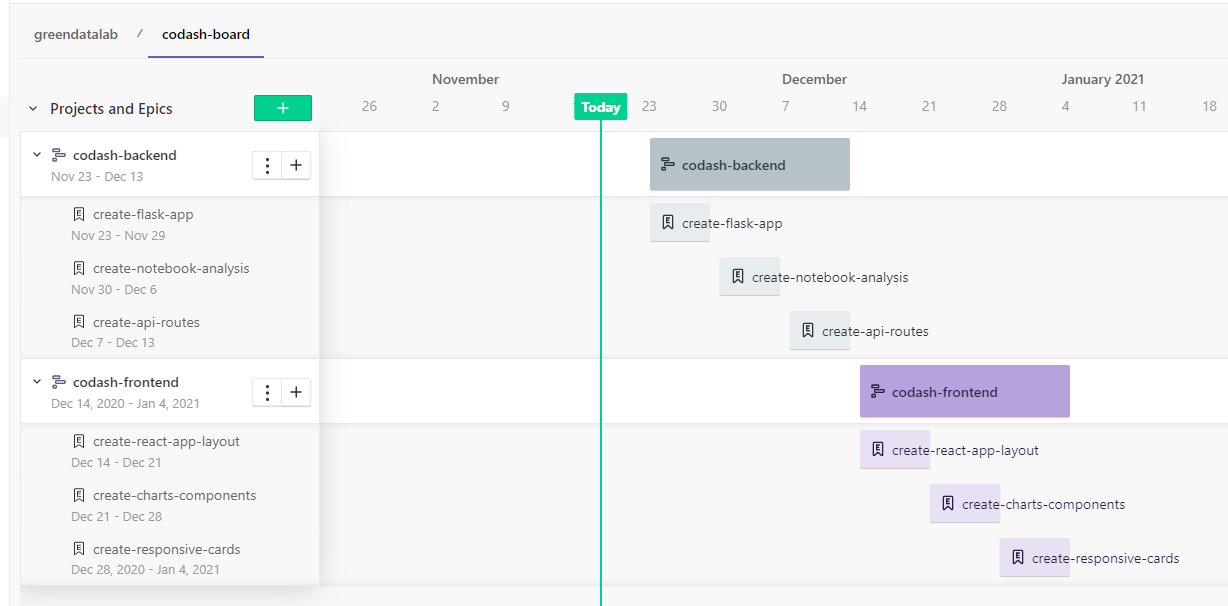 greendatalab / codash-board
November December January 2021
Projects and Epics + 26 2 9 Today 23 30 7 14 21 28 4 11 18
codash-backend
Nov 23 - Dec 13
codash-backend
create-flask-app
Nov 23 - Nov 29
create-flask-app
create-notebook-analysis
Nov 30 - Dec 6
create-notebook-analysis
create-api-routes
Dec 7 - Dec 13
create-api-routes
codash-frontend
Dec 14, 2020 - Jan 4, 2021
codash-frontend
create-react-app-layout
Dec 14 - Dec 21
create-react-app-layout
create-charts-components
Dec 21 - Dec 28
create-charts-components
create-responsive-cards
Dec 28, 2020 - Jan 4, 2021
create-responsive-cards